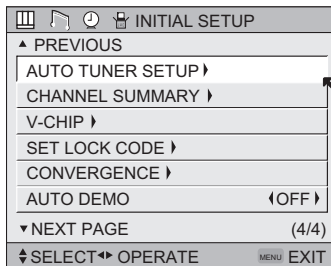 INITIAL SETUP
PREVIOUS
AUTO TUNER SETUP
CHANNEL SUMMARY
V-CHIP
SET LOCK CODE
CONVERGENCE
AUTO DEMO OFF
NEXT PAGE (4/4)
SELECT OPERATE MENU EXIT